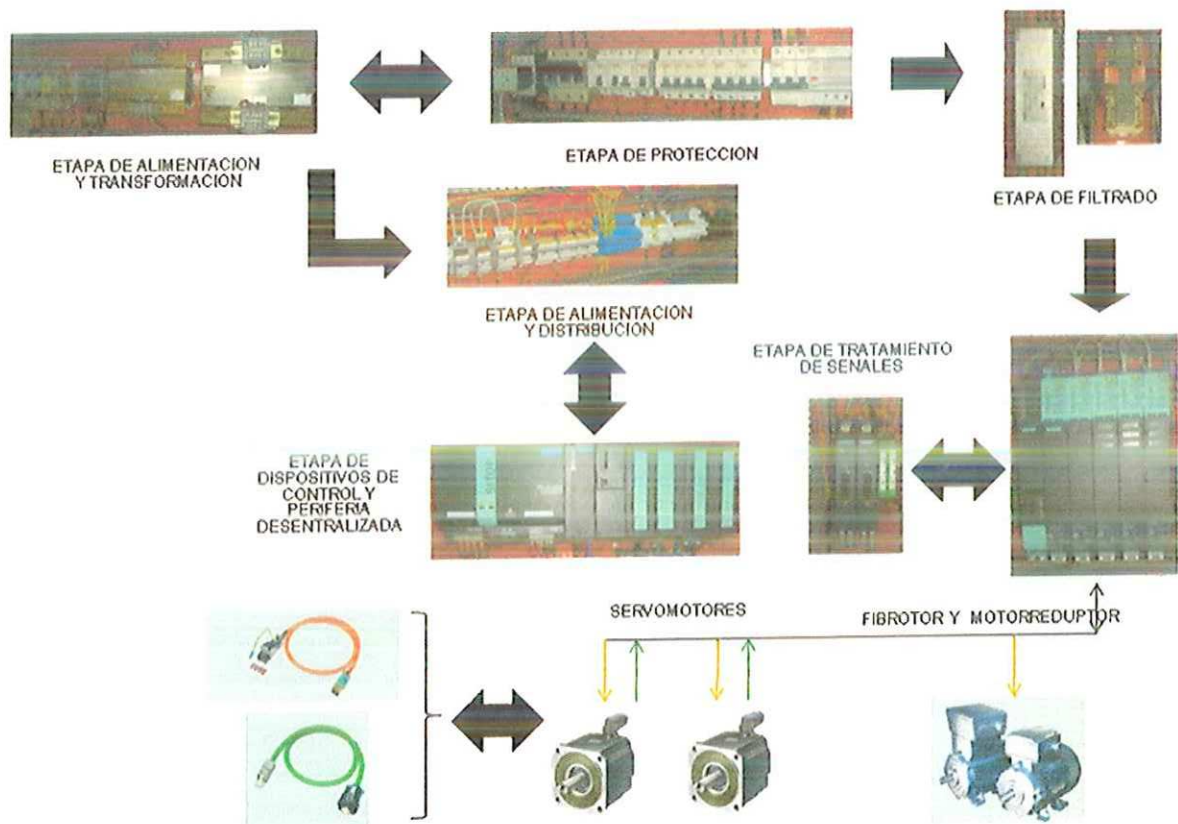 ETAPA DE ALIMENTACION
Y TRANSFORMACION
ETAPA DE PROTECCION
ETAPA DE FILTRADO
ETAPA DE ALIMENTACION
Y DISTRIBUCION
ETAPA DE TRATAMIENTO
DE SENALES
ETAPA DE
DISPOSITIVOS DE
CONTROL Y
PERIFERIA
DESENTRALIZADA
SERVOMOTORES
FIBROTOR Y MOTORREDUPTOR